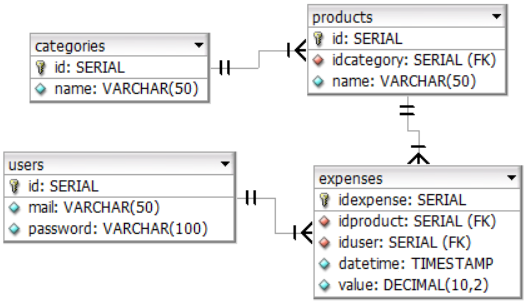 categories
id: SERIAL
name: VARCHAR(50)
products
id: SERIAL
idcategory: SERIAL (FK)
name: VARCHAR(50)
users
id: SERIAL
mail: VARCHAR(50)
password: VARCHAR(100)
expenses
idexpense: SERIAL
idproduct: SERIAL (FK)
iduser: SERIAL (FK)
datetime: TIMESTAMP
value: DECIMAL(10,2)